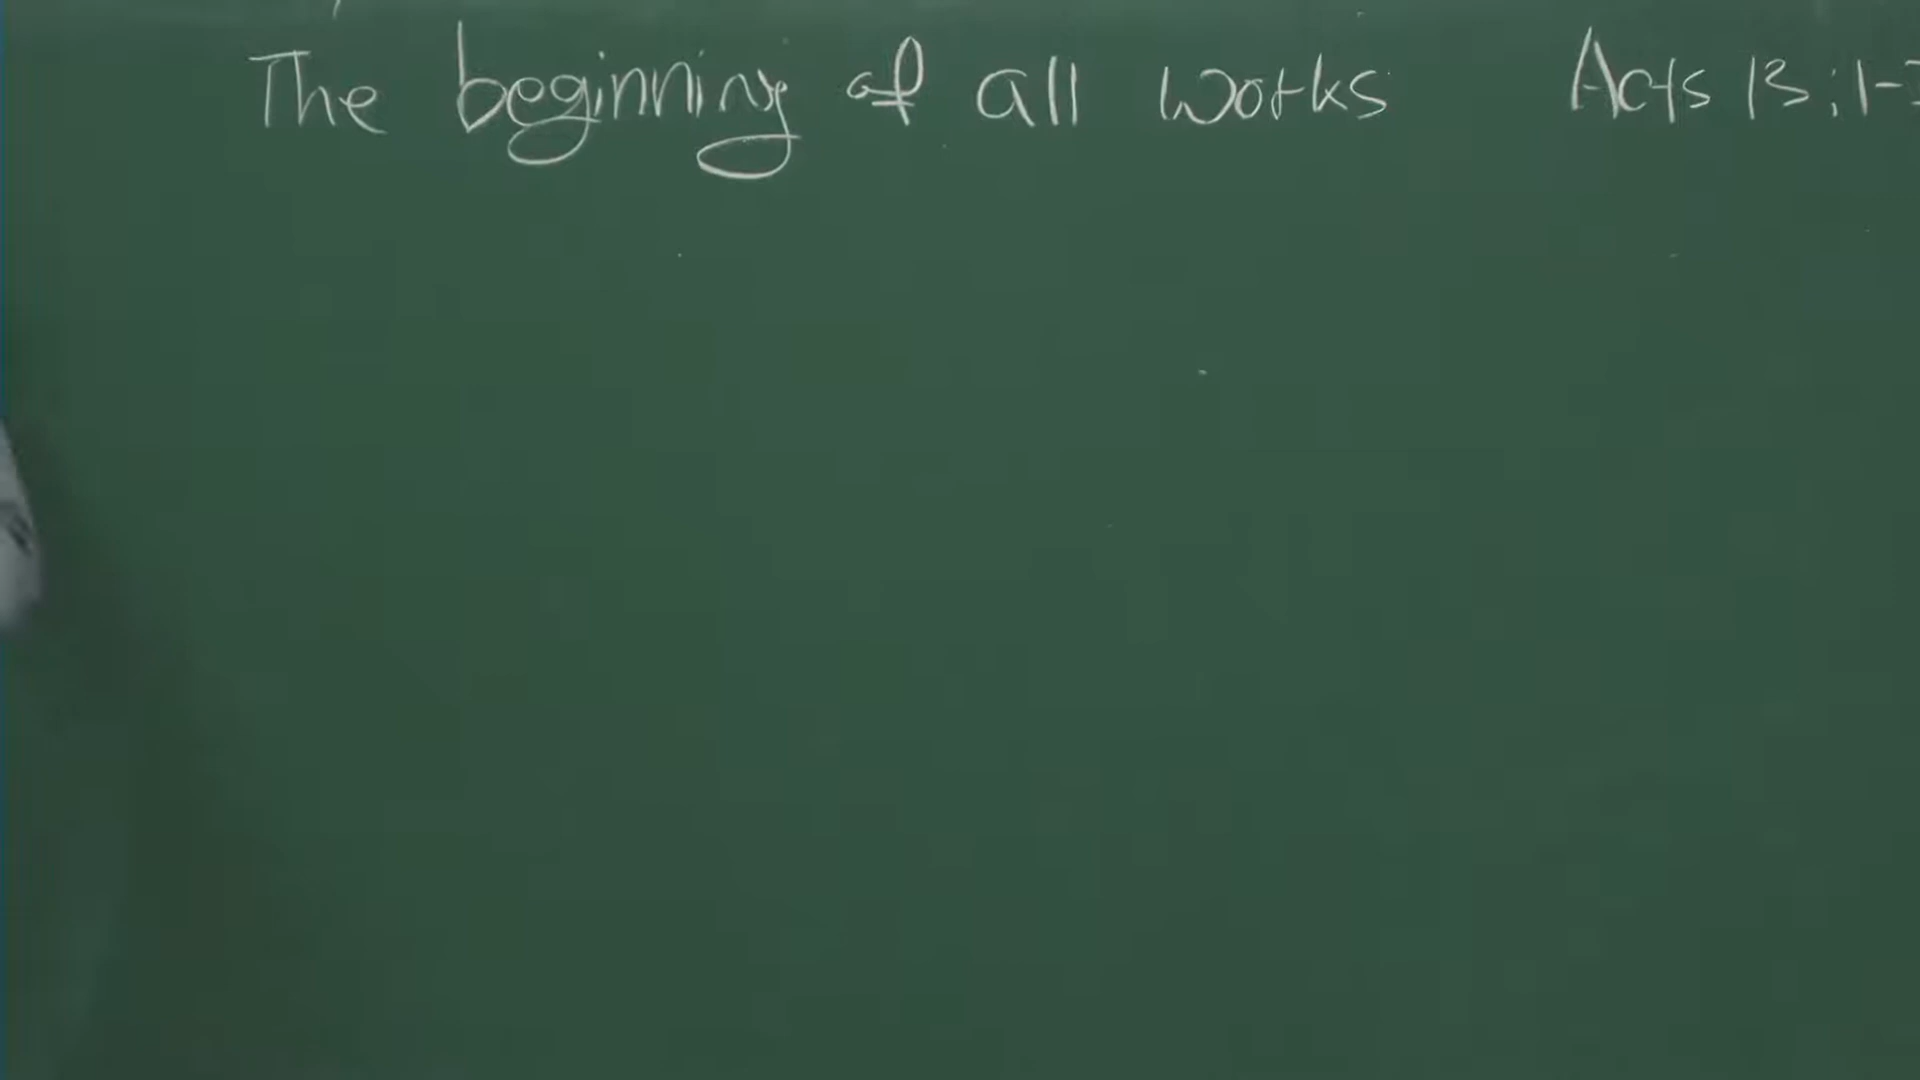 The beginning of all works Acts 13:1-